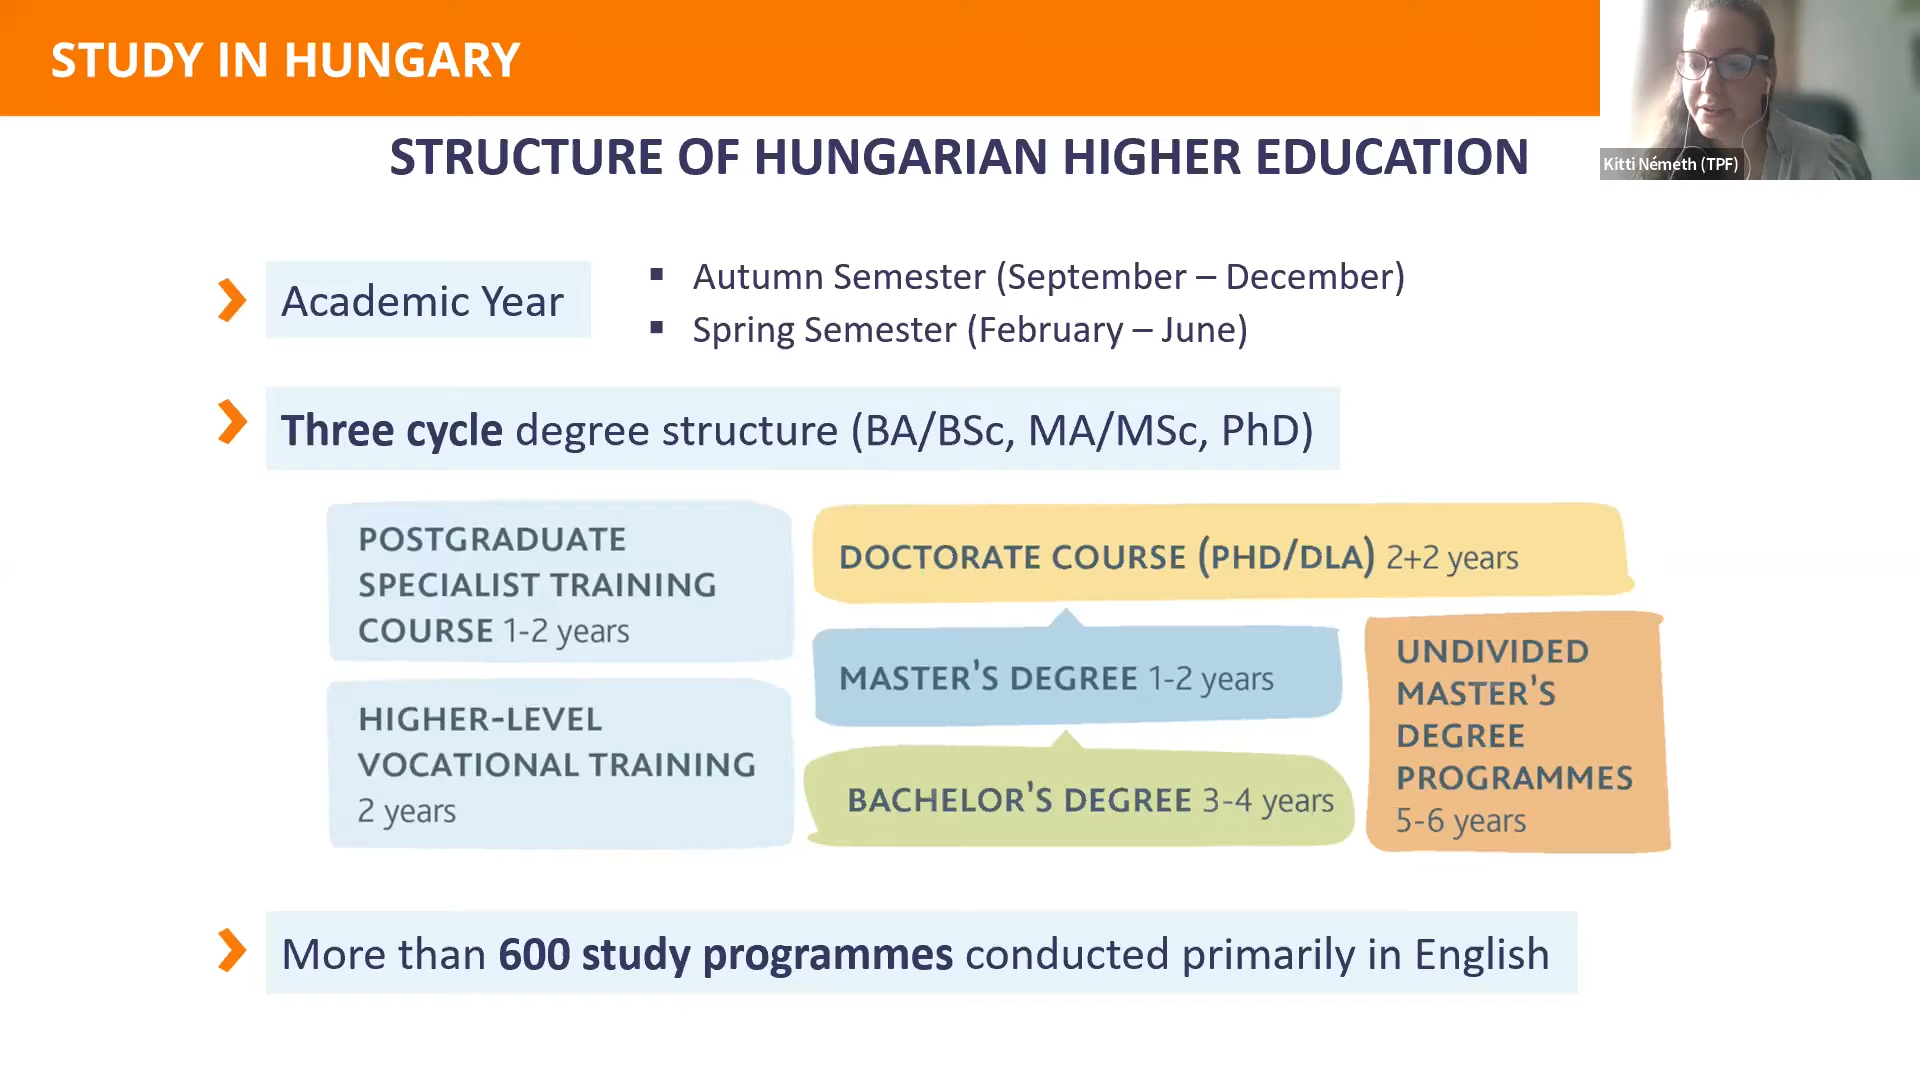 STUDY IN HUNGARY
Kitti Németh (TPF)
STRUCTURE OF HUNGARIAN HIGHER EDUCATION
Academic Year
▪ Autumn Semester (September – December)
▪ Spring Semester (February – June)
Three cycle degree structure (BA/BSc, MA/MSc, PhD)
POSTGRADUATE
SPECIALIST TRAINING
COURSE 1-2 years
HIGHER-LEVEL
VOCATIONAL TRAINING
2 years
DOCTORATE COURSE (PHD/DLA) 2+2 years
MASTER'S DEGREE 1-2 years
BACHELOR'S DEGREE 3-4 years
UNDIVIDED
MASTER'S
DEGREE
PROGRAMMES
5-6 years
More than 600 study programmes conducted primarily in English